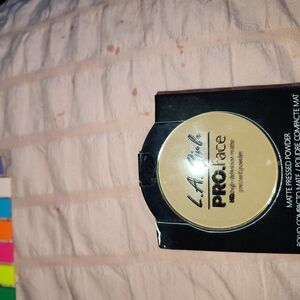 L.A. Girl
PRO.face
HD high-definition matte
pressed powder
MATTE PRESSED POWDER
POLVO COMPACTO MATE / POUDRE COMPACTE MAT